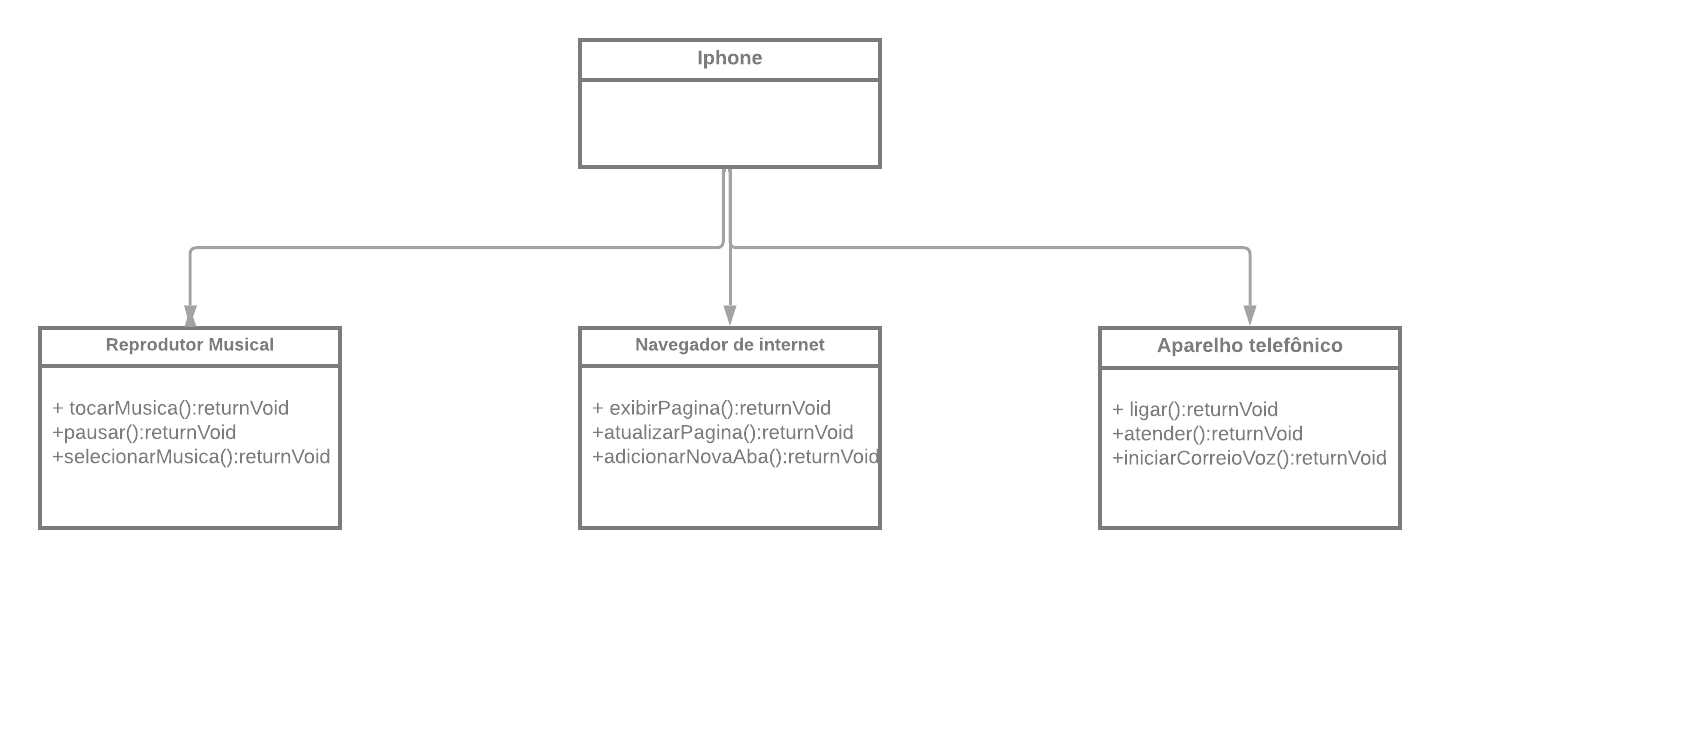 Iphone
Reprodutor Musical
+ tocarMusica():returnVoid
+pausar():returnVoid
+selecionarMusica():returnVoid
Navegador de internet
+ exibirPagina():returnVoid
+atualizarPagina():returnVoid
+adicionarNovaAba():returnVoid
Aparelho telefônico
+ ligar():returnVoid
+atender():returnVoid
+iniciarCorreioVoz():returnVoid